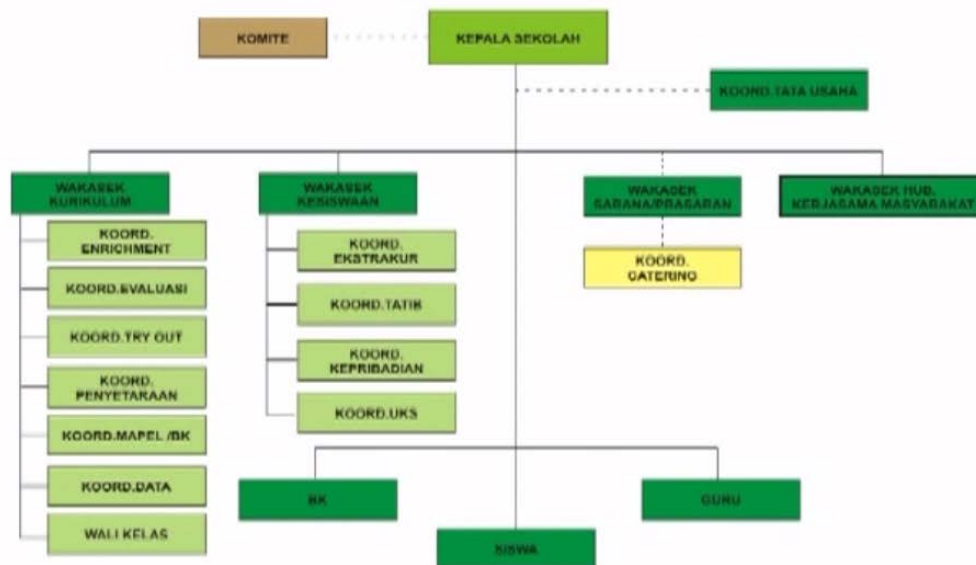 KOMITE
KEPALA SEKOLAH
KOORD.TATA USAHA
WAKASEK
KURIKULUM
WAKASEK
KESISWAAN
WAKASEK
SARANA/PRASARAN
WAKASEK HUB.
KERJASAMA MASYARAKAT
KOORD.
ENRICHMENT
KOORD.EVALUASI
KOORD.TRY OUT
KOORD.
PENYETARAAN
KOORD.MAPEL /BK
KOORD.DATA
WALI KELAS
KOORD.
EKSTRAKUR
KOORD.TATIB
KOORD.
KEPRIBADIAN
KOORD.UKS
KOORD.
CATERING
BK
SISWA
GURU